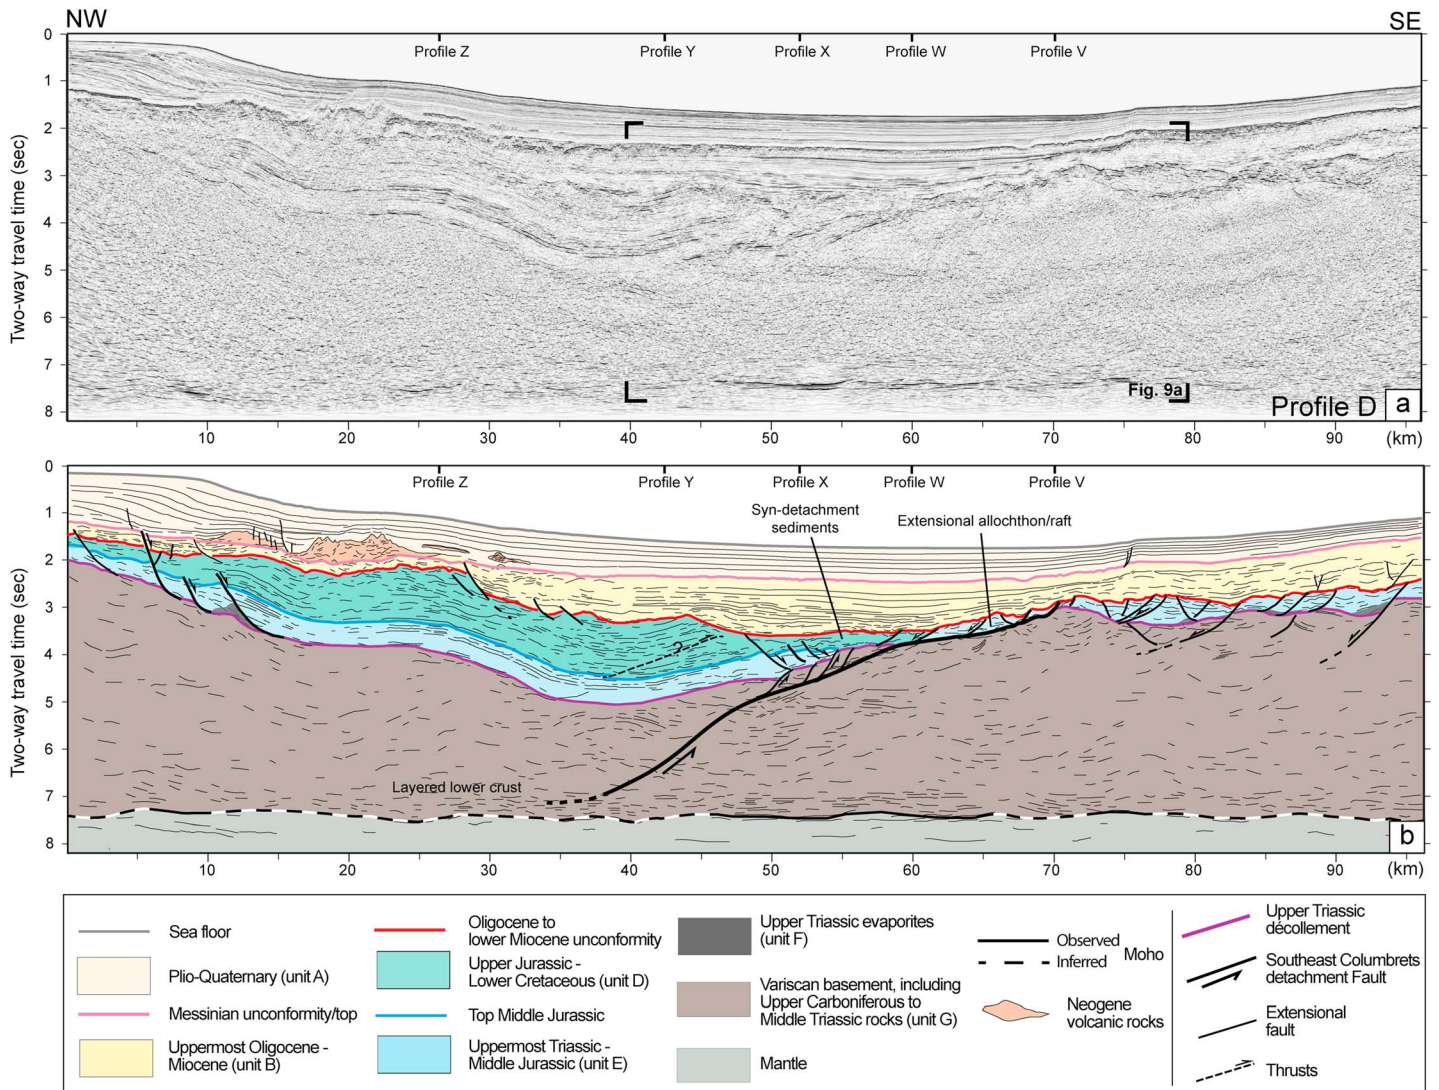 NW
SE
0
1
2
3
4
5
6
7
8
Two-way travel time (sec)
Profile Z
Profile Y
Profile X
Profile W
Profile V
Fig. 9a
Profile D
a
10
20
30
40
50
60
70
80
90
(km)
0
1
2
3
4
5
6
7
8
Two-way travel time (sec)
Profile Z
Profile Y
Profile X
Profile W
Profile V
Syn-detachment
sediments
Extensional allochthon/raft
?
Layered lower crust
b
10
20
30
40
50
60
70
80
90
(km)
Sea floor
Plio-Quaternary (unit A)
Messinian unconformity/top
Uppermost Oligocene -
Miocene (unit B)
Oligocene to
lower Miocene unconformity
Upper Jurassic -
Lower Cretaceous (unit D)
Top Middle Jurassic
Uppermost Triassic -
Middle Jurassic (unit E)
Upper Triassic evaporites
(unit F)
Variscan basement, including
Upper Carboniferous to
Middle Triassic rocks (unit G)
Mantle
Observed
Inferred
Moho
Neogene
volcanic rocks
Upper Triassic
décollement
Southeast Columbrets
detachment Fault
Extensional
fault
Thrusts